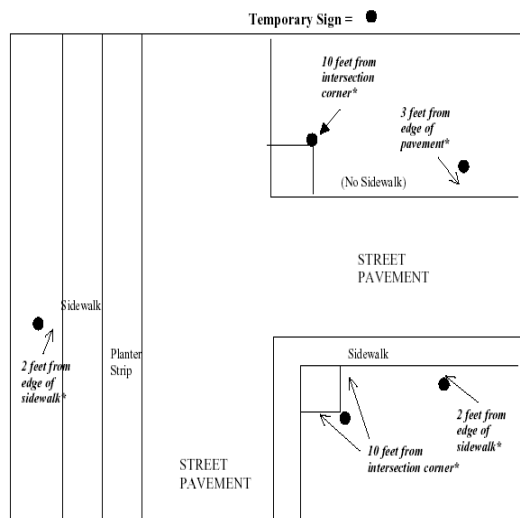 Temporary Sign =
10 feet from
intersection
corner*
3 feet from
edge of
pavement*
(No Sidewalk)
STREET
PAVEMENT
Sidewalk
2 feet from
edge of
sidewalk*
Planter
Strip
Sidewalk
2 feet from
edge of
sidewalk*
10 feet from
intersection corner*
STREET
PAVEMENT